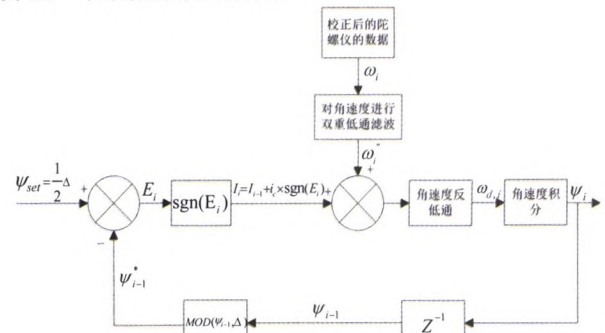 校正后的陀
螺仪的数据
ω_i
对角速度进行
双重低通滤波
ω_i^*
ψ_set=1/2Δ
+
E_i
sgn(E_i)
I_i=I_{i-1}+i_c×sgn(E_i)
+
+
角速度反
低通
ω_{d,i}
角速度积
分
ψ_i
−
ψ_{i-1}^*
MOD(ψ_{i-1},Δ)
ψ_{i-1}
Z^{-1}